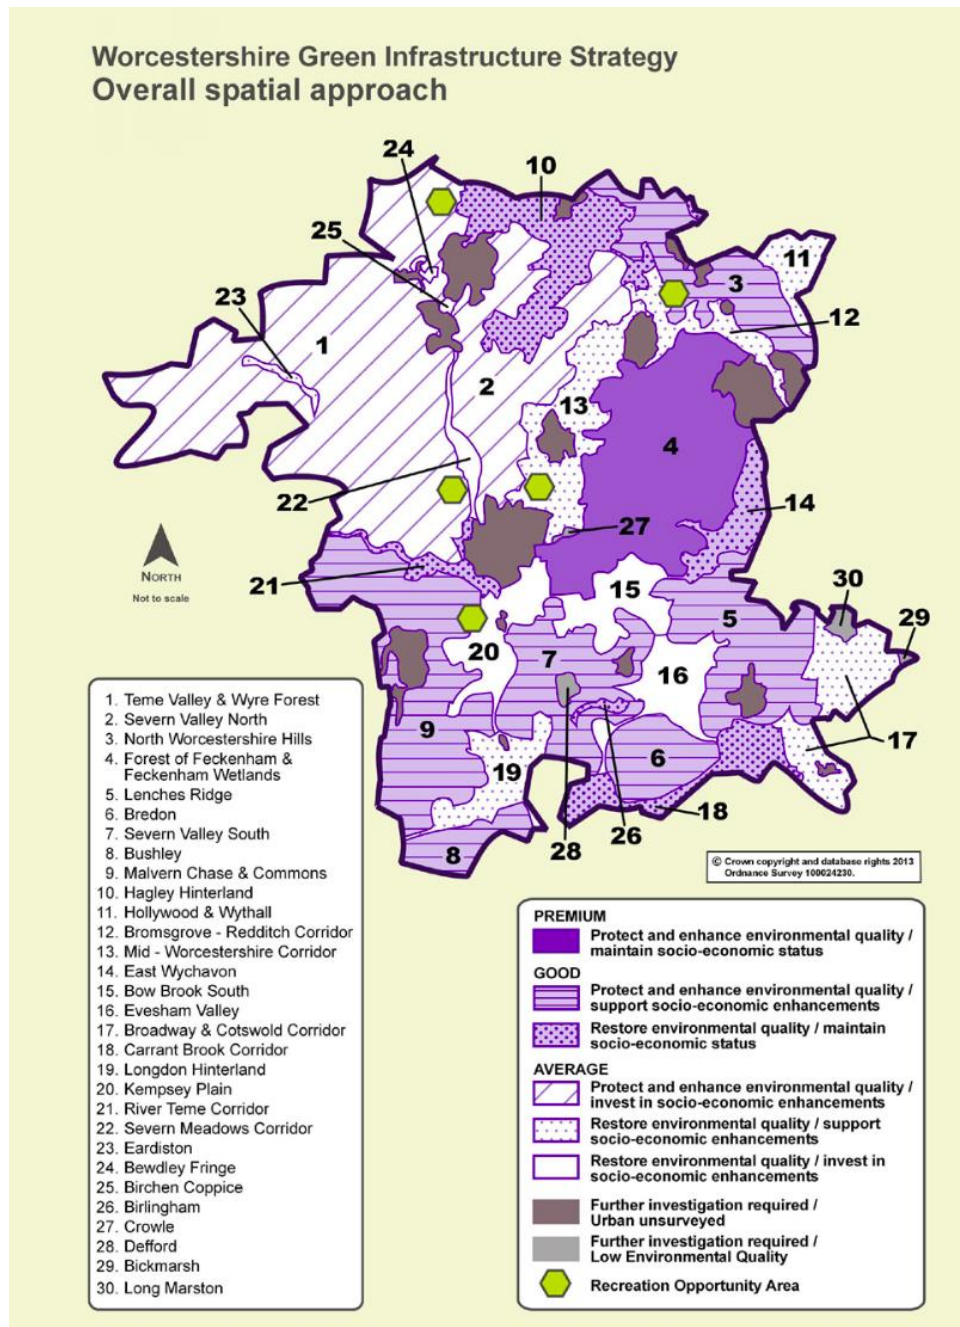 Worcestershire Green Infrastructure Strategy
Overall spatial approach
24
10
25
11
3
23
12
1
2
13
4
22
14
27
NORTH
Not to scale
21
15
30
5
29
20
7
16
9
17
6
19
18
26
8
28
© Crown copyright and database rights 2013
Ordnance Survey 100024230.
1. Teme Valley & Wyre Forest
2. Severn Valley North
3. North Worcestershire Hills
4. Forest of Feckenham &
Feckenham Wetlands
5. Lenches Ridge
6. Bredon
7. Severn Valley South
8. Bushley
9. Malvern Chase & Commons
10. Hagley Hinterland
11. Hollywood & Wythall
12. Bromsgrove - Redditch Corridor
13. Mid - Worcestershire Corridor
14. East Wychavon
15. Bow Brook South
16. Evesham Valley
17. Broadway & Cotswold Corridor
18. Carrant Brook Corridor
19. Longdon Hinterland
20. Kempsey Plain
21. River Teme Corridor
22. Severn Meadows Corridor
23. Eardiston
24. Bewdley Fringe
25. Birchen Coppice
26. Birlingham
27. Crowle
28. Defford
29. Bickmarsh
30. Long Marston
PREMIUM
Protect and enhance environmental quality /
maintain socio-economic status
GOOD
Protect and enhance environmental quality /
support socio-economic enhancements
Restore environmental quality / maintain
socio-economic status
AVERAGE
Protect and enhance environmental quality /
invest in socio-economic enhancements
Restore environmental quality / support
socio-economic enhancements
Restore environmental quality / invest in
socio-economic enhancements
Further investigation required /
Urban unsurveyed
Further investigation required /
Low Environmental Quality
Recreation Opportunity Area